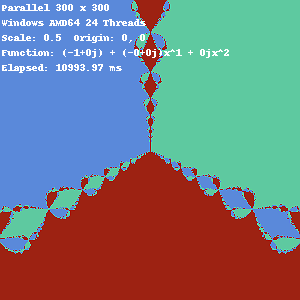 Parallel 300 x 300
Windows AMD64 24 Threads
Scale: 0.5  Origin: 0, 0
Function: (-1+0j) + (-0+0j)x^1 + 0jx^2
Elapsed: 10993.97 ms